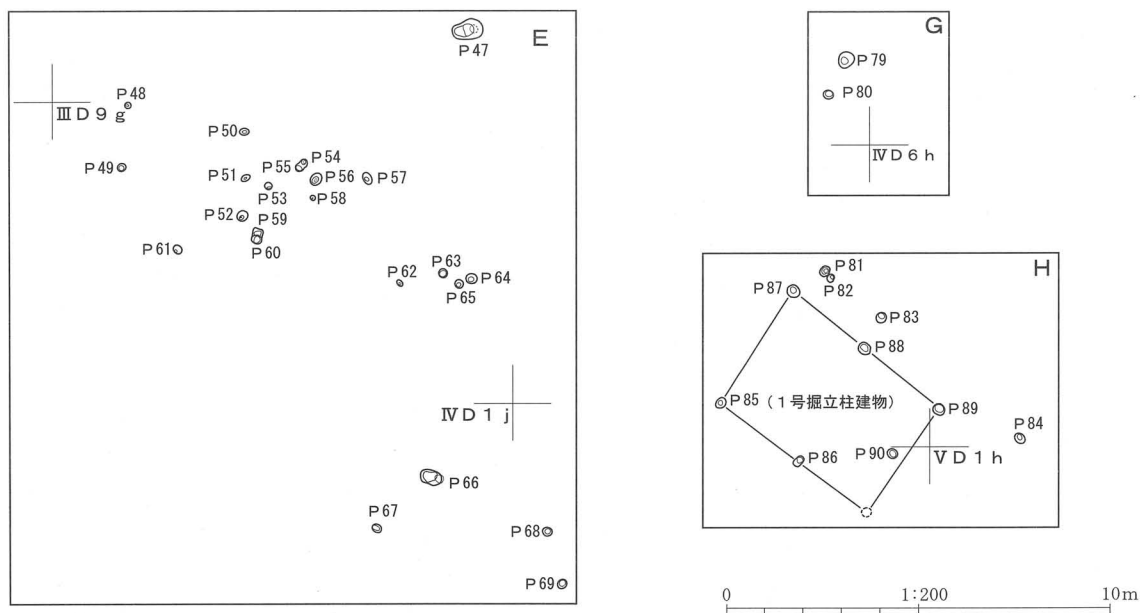 E
P47
P48
ⅢD9g
P50
P49
P54
P55
P51
P56
P57
P53
P58
P52
P59
P61
P60
P63
P62
P64
P65
ⅣD1j
P66
P67
P68
P69
G
P79
P80
ⅣD6h
H
P81
P87
P82
P83
P88
P85(1号掘立柱建物)
P89
P84
P86
P90
ⅤD1h
0 1:200 10m